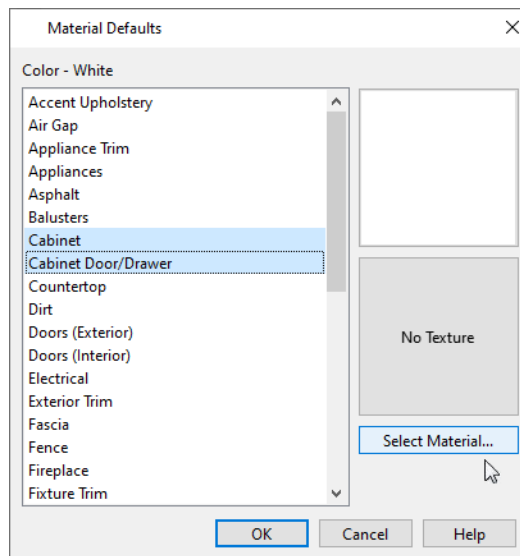 Material Defaults
Color - White
Accent Upholstery
Air Gap
Appliance Trim
Appliances
Asphalt
Balusters
Cabinet
Cabinet Door/Drawer
Countertop
Dirt
Doors (Exterior)
Doors (Interior)
Electrical
Exterior Trim
Fascia
Fence
Fireplace
Fixture Trim
No Texture
Select Material...
OK Cancel Help